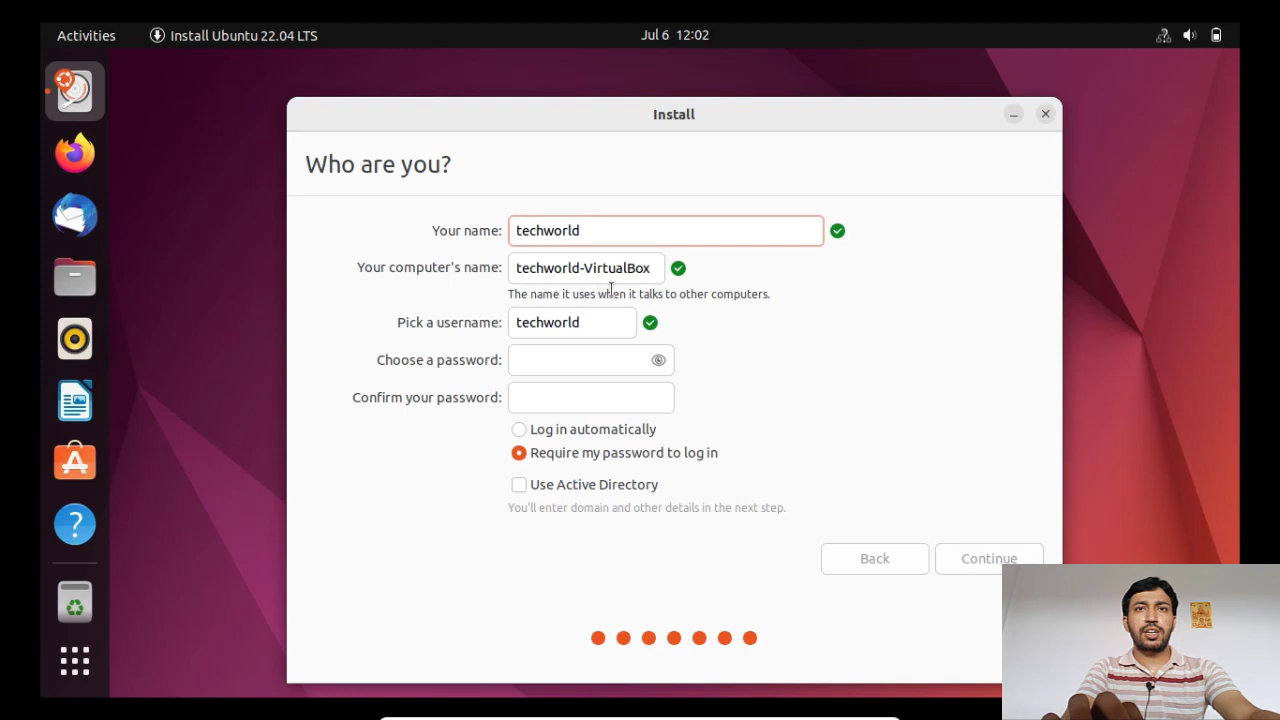 Activities
Install Ubuntu 22.04 LTS
Jul 6 12:02
Install
Who are you?
Your name: techworld
Your computer's name: techworld-VirtualBox
The name it uses when it talks to other computers.
Pick a username: techworld
Choose a password:
Confirm your password:
Log in automatically
Require my password to log in
Use Active Directory
You'll enter domain and other details in the next step.
Back
Continue